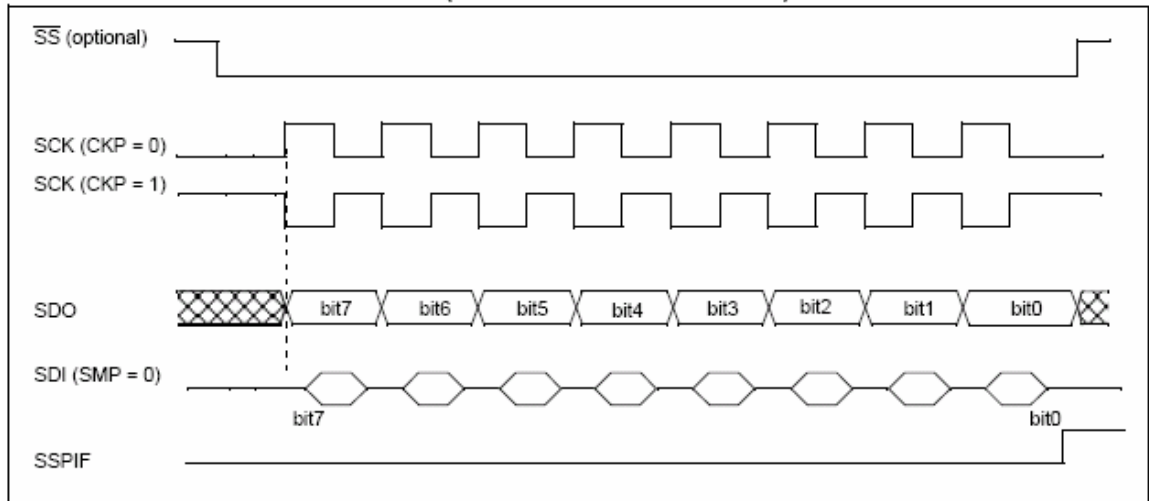 SS (optional)
SCK (CKP = 0)
SCK (CKP = 1)
SDO bit7 bit6 bit5 bit4 bit3 bit2 bit1 bit0
SDI (SMP = 0)
bit7 bit0
SSPIF